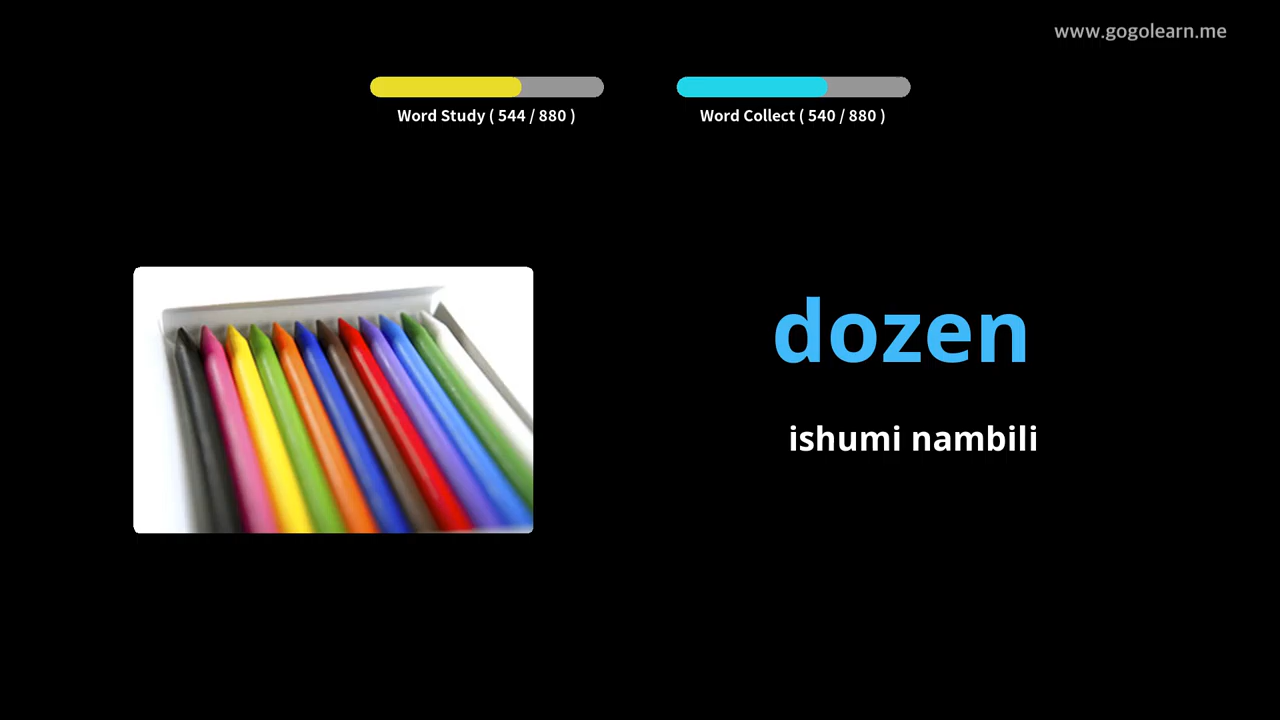 www.gogolearn.me
Word Study ( 544 / 880 )
Word Collect ( 540 / 880 )
dozen
ishumi nambili